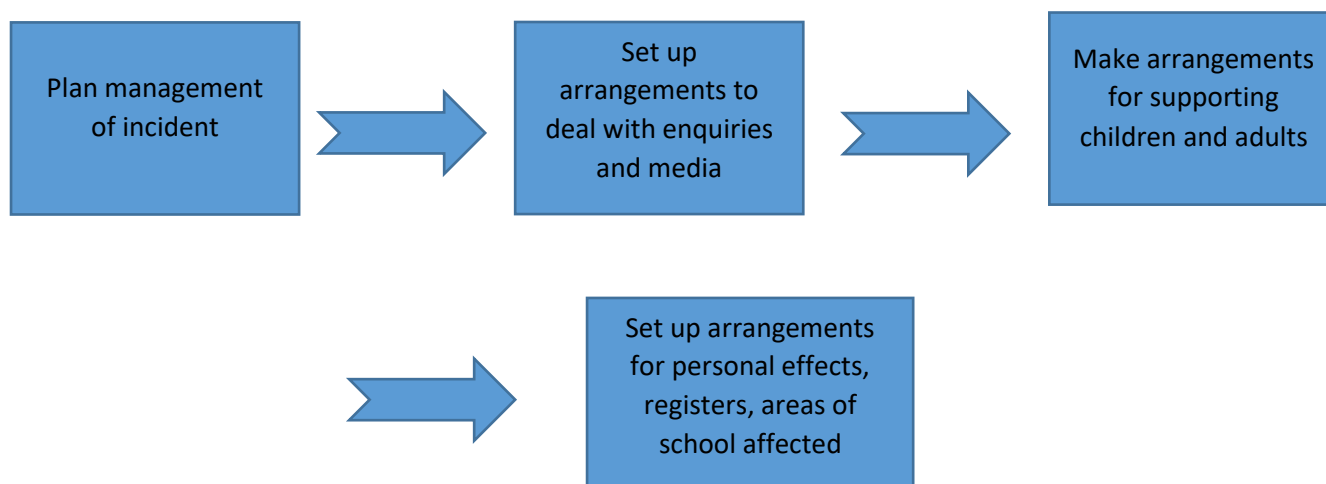 Plan management
of incident
Set up
arrangements to
deal with enquiries
and media
Make arrangements
for supporting
children and adults
Set up arrangements
for personal effects,
registers, areas of
school affected